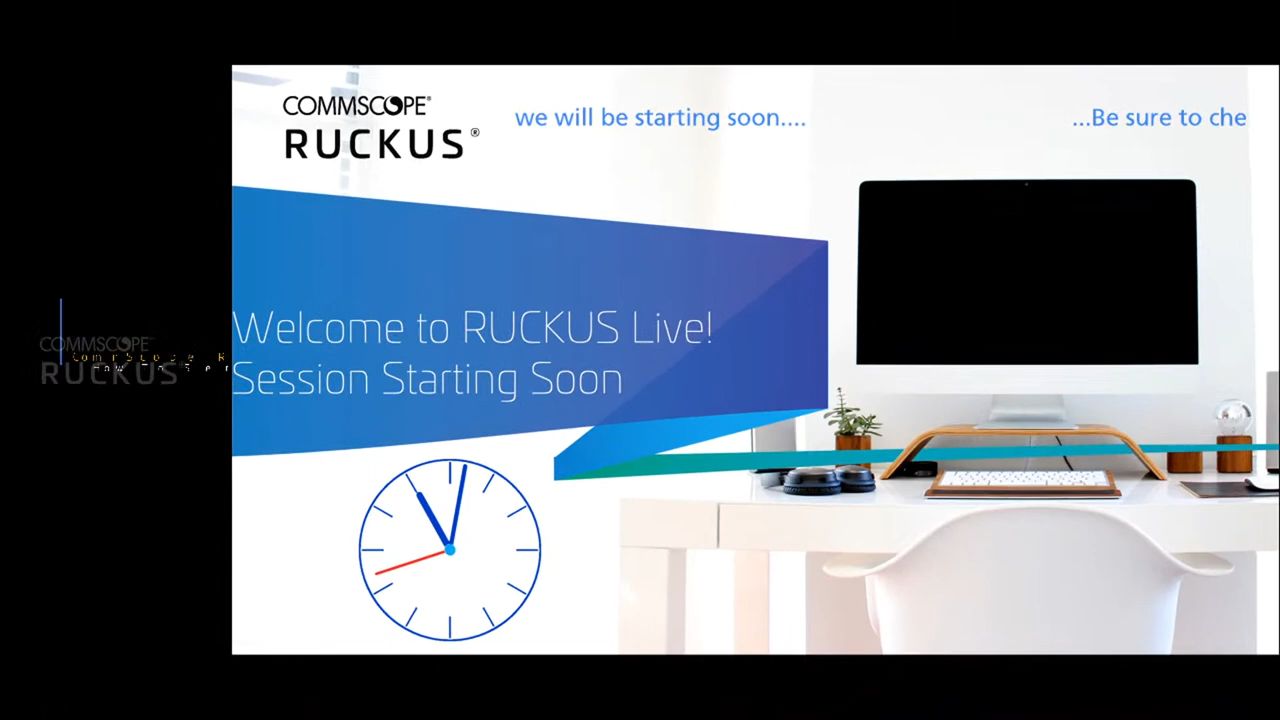 COMMSCOPE®
RUCKUS®
we will be starting soon....
...Be sure to che
Welcome to RUCKUS Live!
Session Starting Soon
COMMSCOPE
RUCKUS
CommScope R